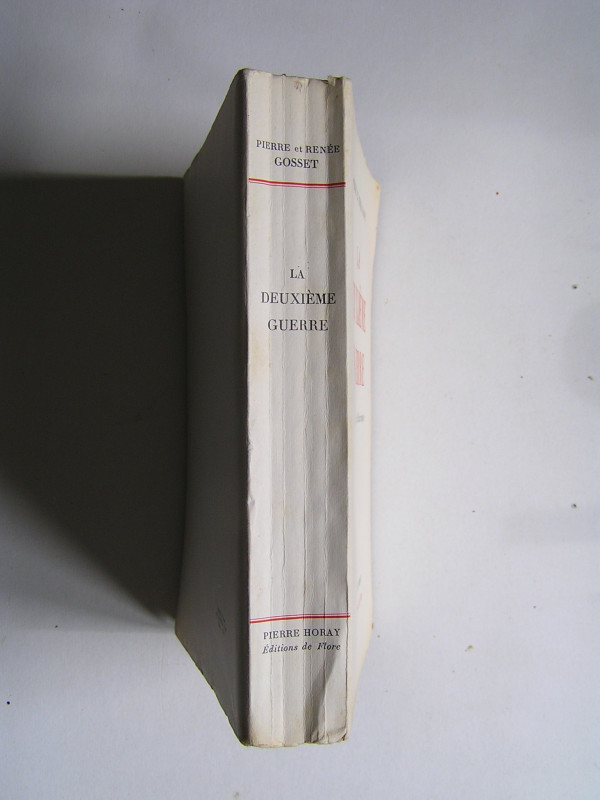 PIERRE et RENÉE
GOSSET
LA
DEUXIÈME
GUERRE
PIERRE HORAY
Éditions de Flore